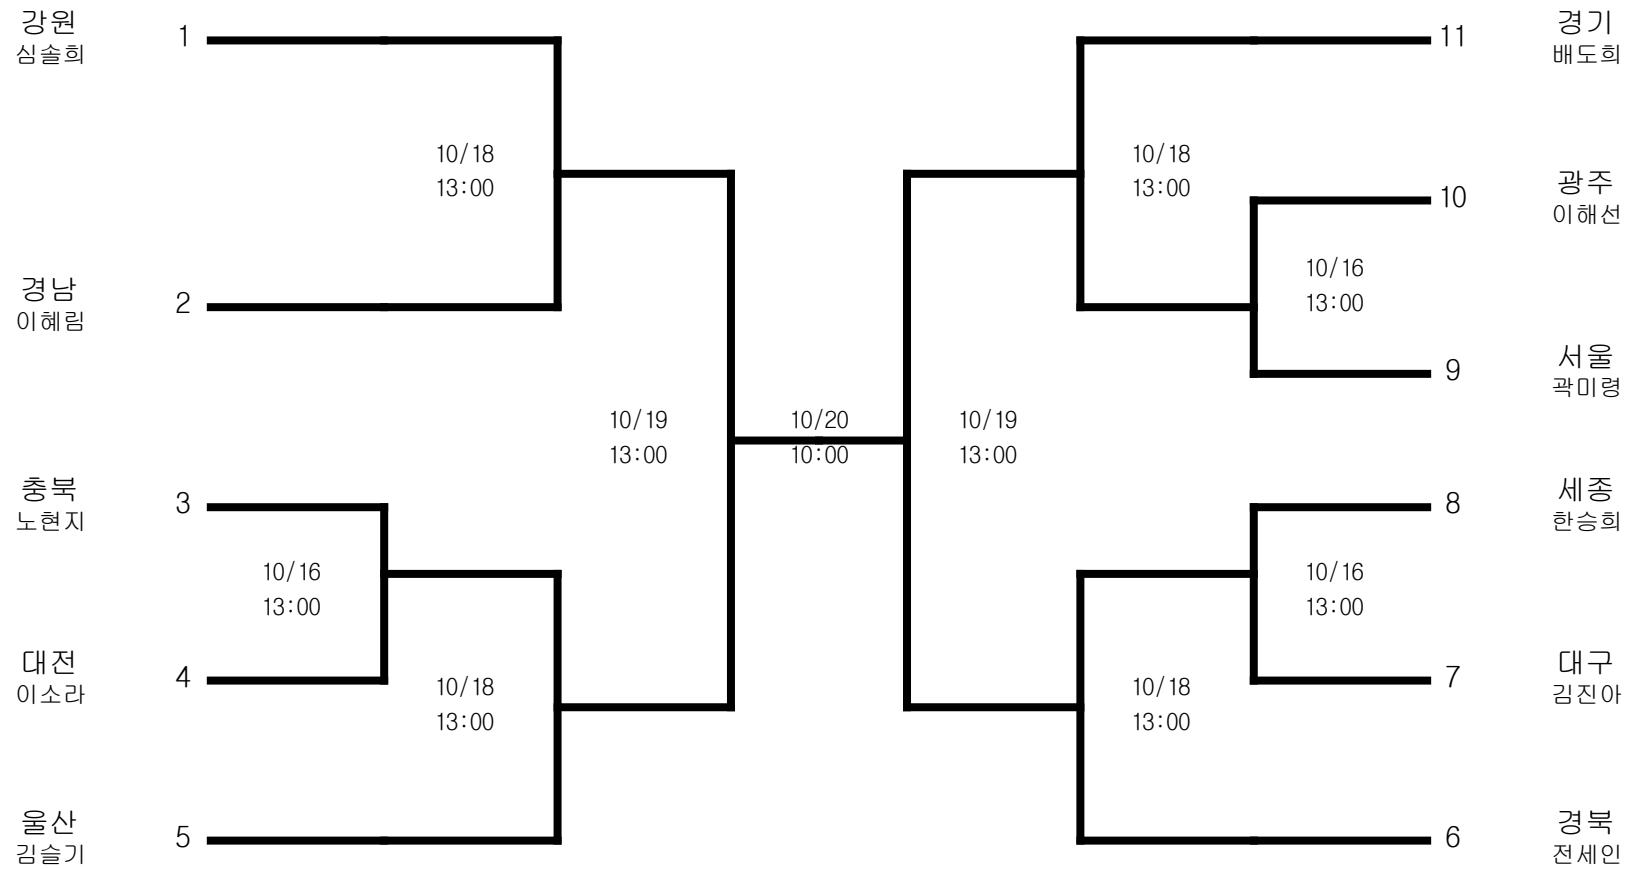 강원
심솔희
1
11
경기
배도희
10/18
13:00
10/18
13:00
10
광주
이해선
경남
이혜림
2
10/16
13:00
9
서울
곽미령
10/19
13:00
10/20
10:00
10/19
13:00
충북
노현지
3
8
세종
한승희
10/16
13:00
10/16
13:00
대전
이소라
4
10/18
13:00
10/18
13:00
7
대구
김진아
울산
김슬기
5
6
경북
전세인